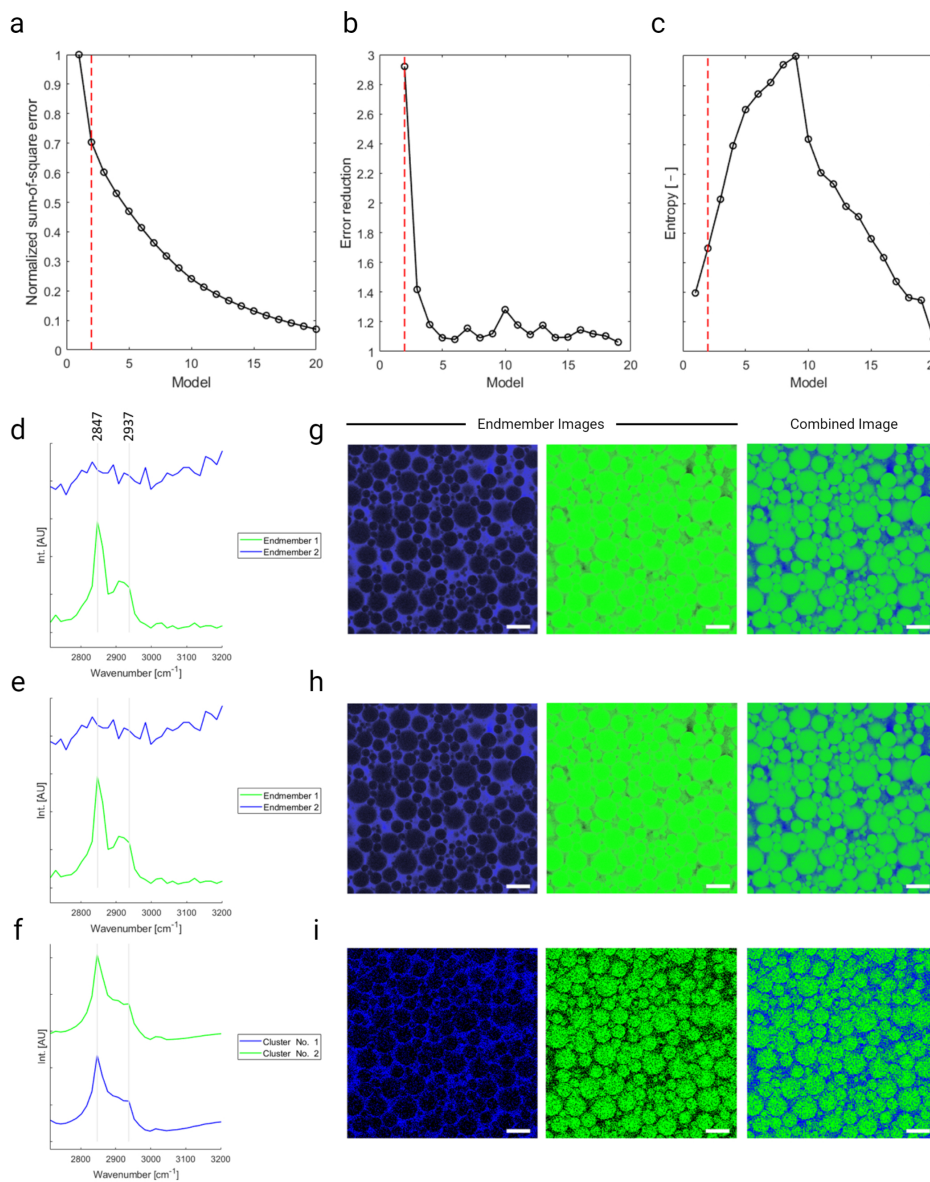 a
b
c
1
0.9
0.8
0.7
0.6
0.5
0.4
0.3
0.2
0.1
0
Normalized sum-of-square error
0 5 10 15 20
Model
3
2.8
2.6
2.4
2.2
2
1.8
1.6
1.4
1.2
1
Error reduction
0 5 10 15 20
Model
Entropy [ - ]
0 5 10 15 20
Model
d
2847
2937
Int. [AU]
Endmember 1
Endmember 2
2800 2900 3000 3100 3200
Wavenumber [cm⁻¹]
g
Endmember Images
Combined Image
e
Int. [AU]
Endmember 1
Endmember 2
2800 2900 3000 3100 3200
Wavenumber [cm⁻¹]
h
f
Int. [AU]
Cluster No. 1
Cluster No. 2
2800 2900 3000 3100 3200
Wavenumber [cm⁻¹]
i